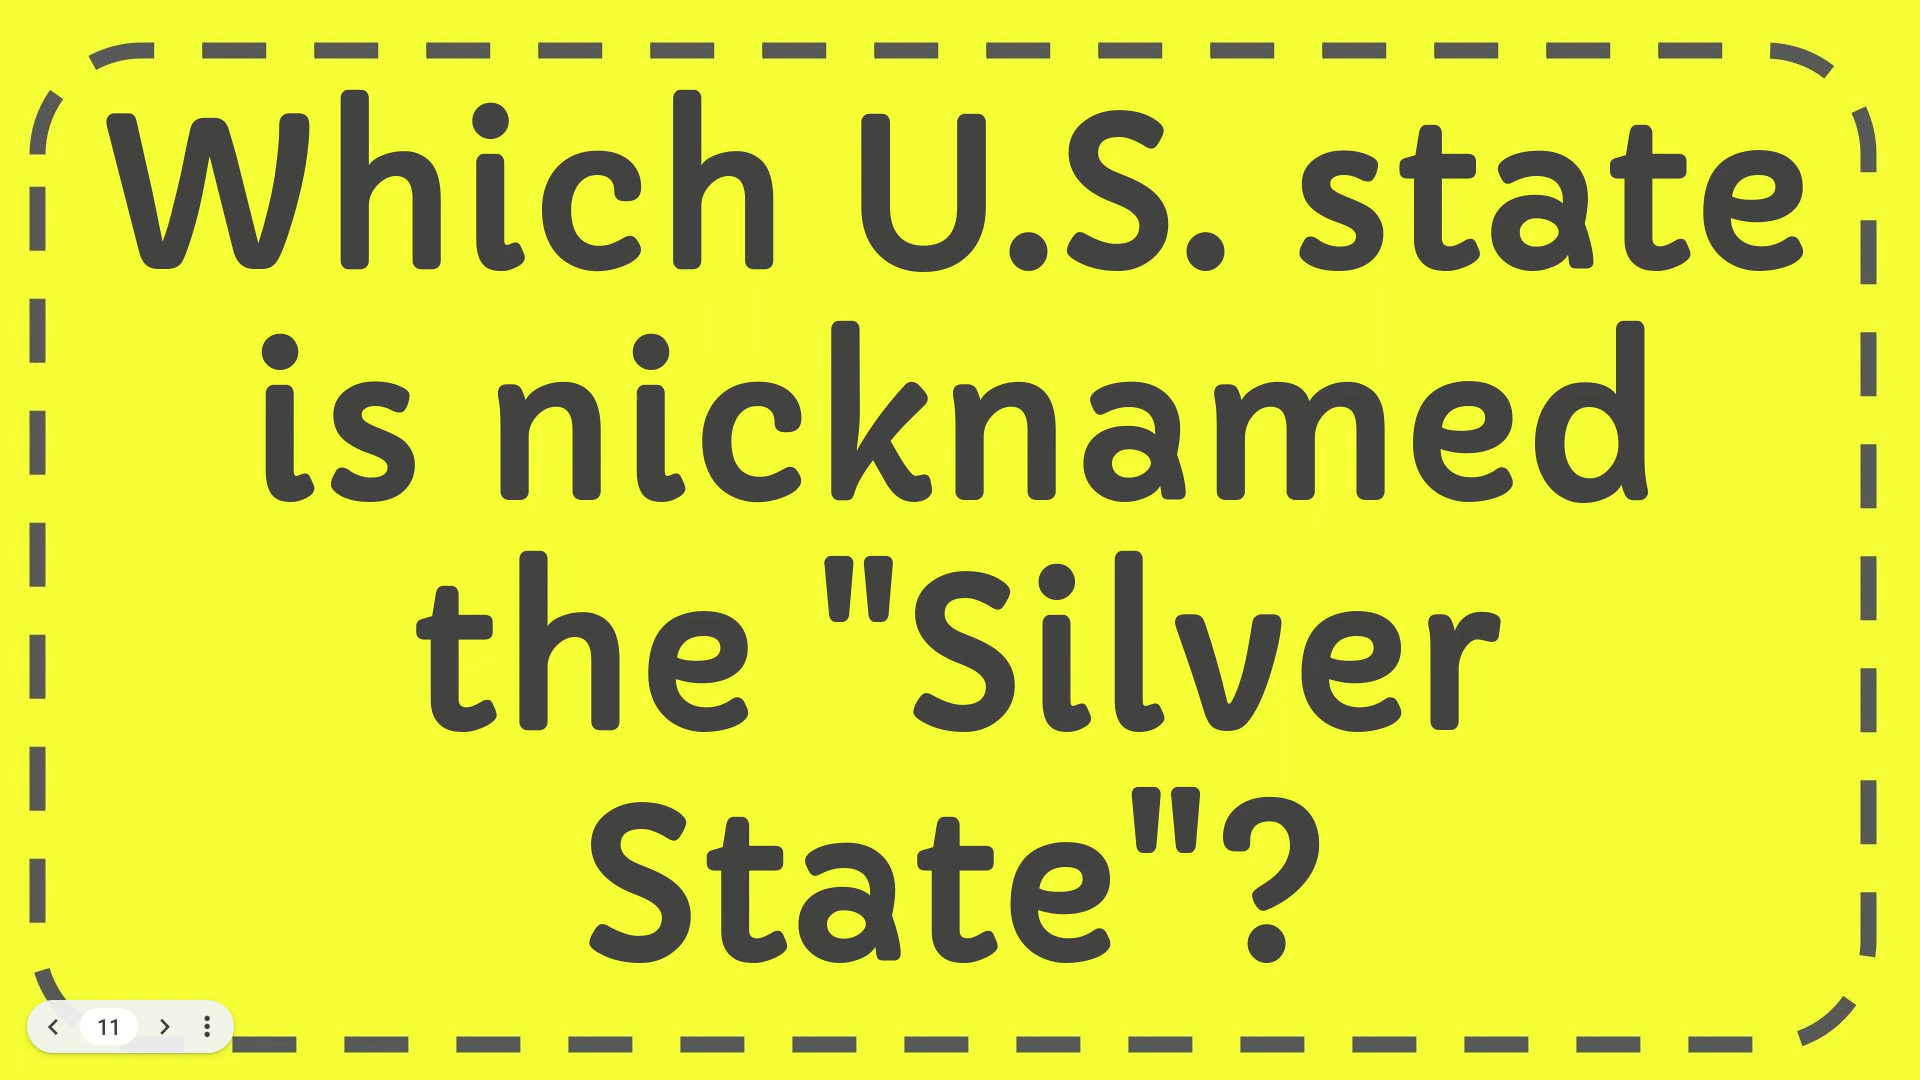 Which U.S. state
is nicknamed
the "Silver
State"?
11